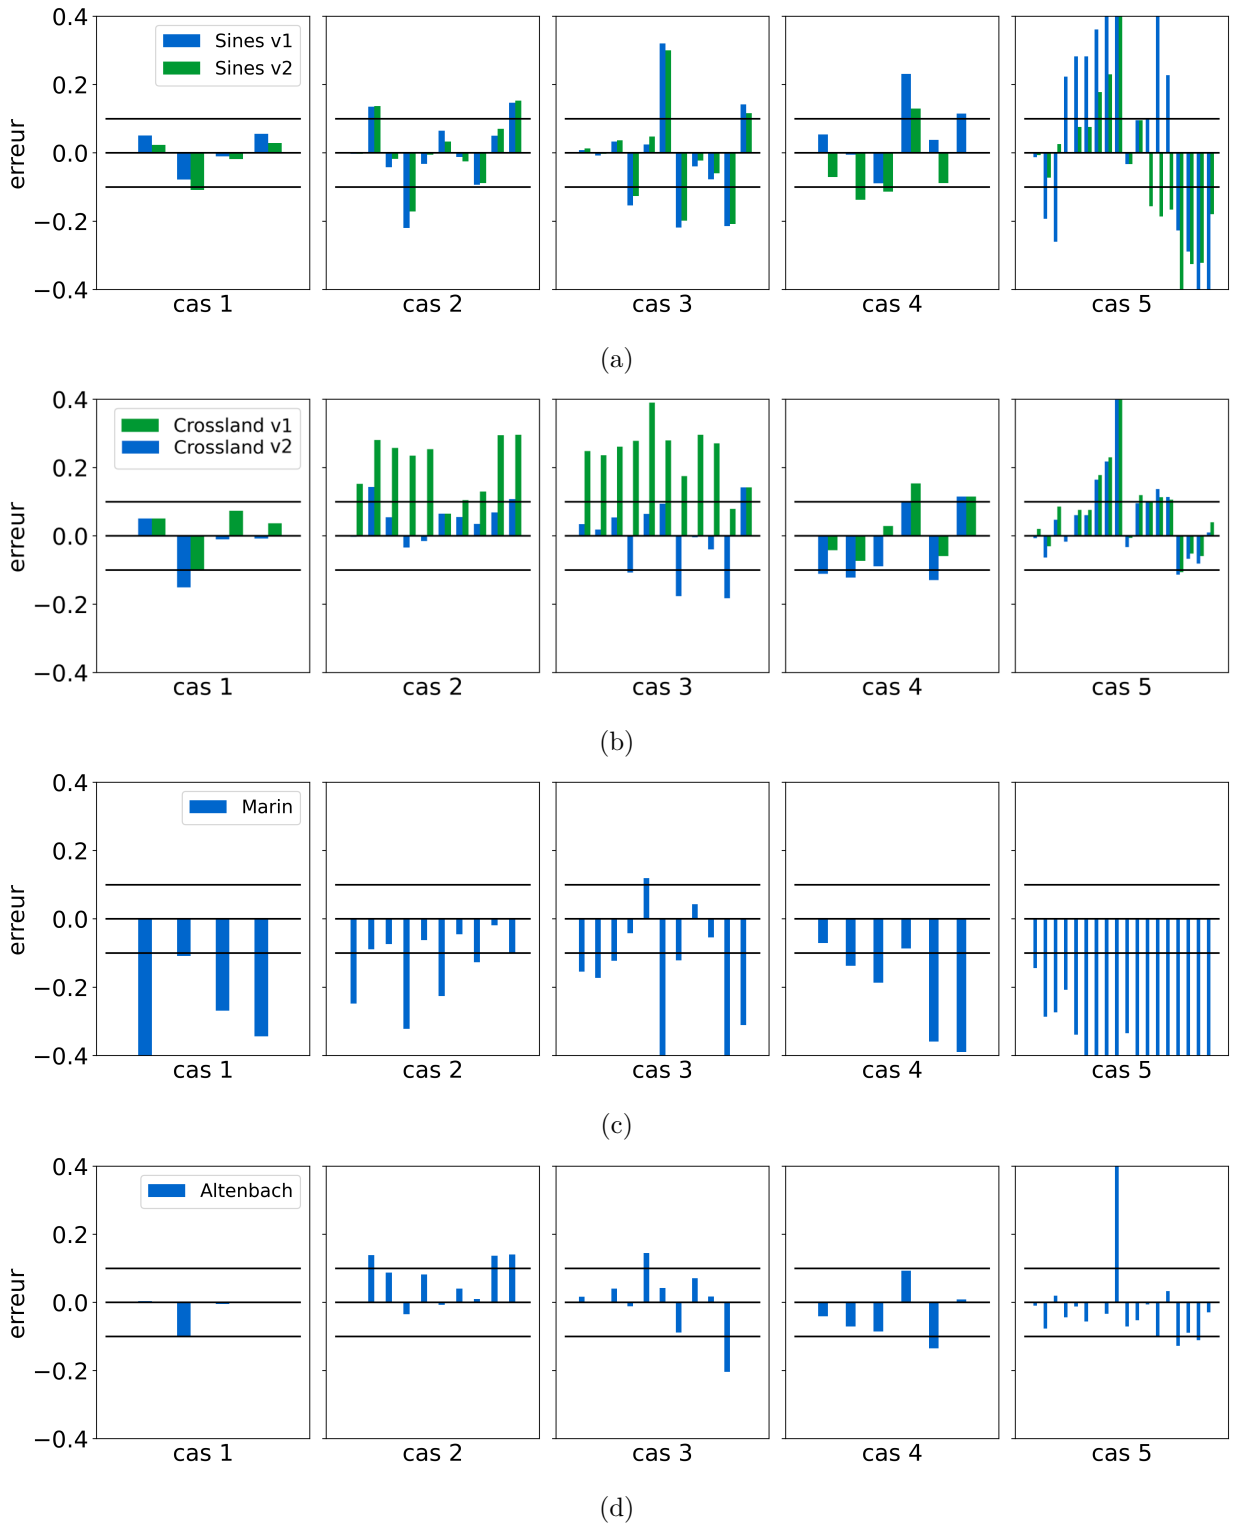 0.4
0.2
0.0
−0.2
−0.4
erreur
Sines v1
Sines v2
cas 1 cas 2 cas 3 cas 4 cas 5
(a)
0.4
0.2
0.0
−0.2
−0.4
erreur
Crossland v1
Crossland v2
cas 1 cas 2 cas 3 cas 4 cas 5
(b)
0.4
0.2
0.0
−0.2
−0.4
erreur
Marin
cas 1 cas 2 cas 3 cas 4 cas 5
(c)
0.4
0.2
0.0
−0.2
−0.4
erreur
Altenbach
cas 1 cas 2 cas 3 cas 4 cas 5
(d)